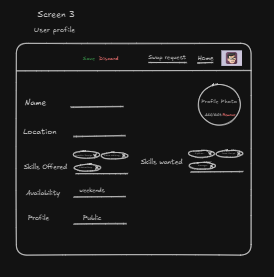 Screen 3
User profile
Save Discard Swap request Home
Name
Profile Photo
Add/Edit Remove
Location
Skills Offered
Skills wanted
Availability weekends
Profile Public